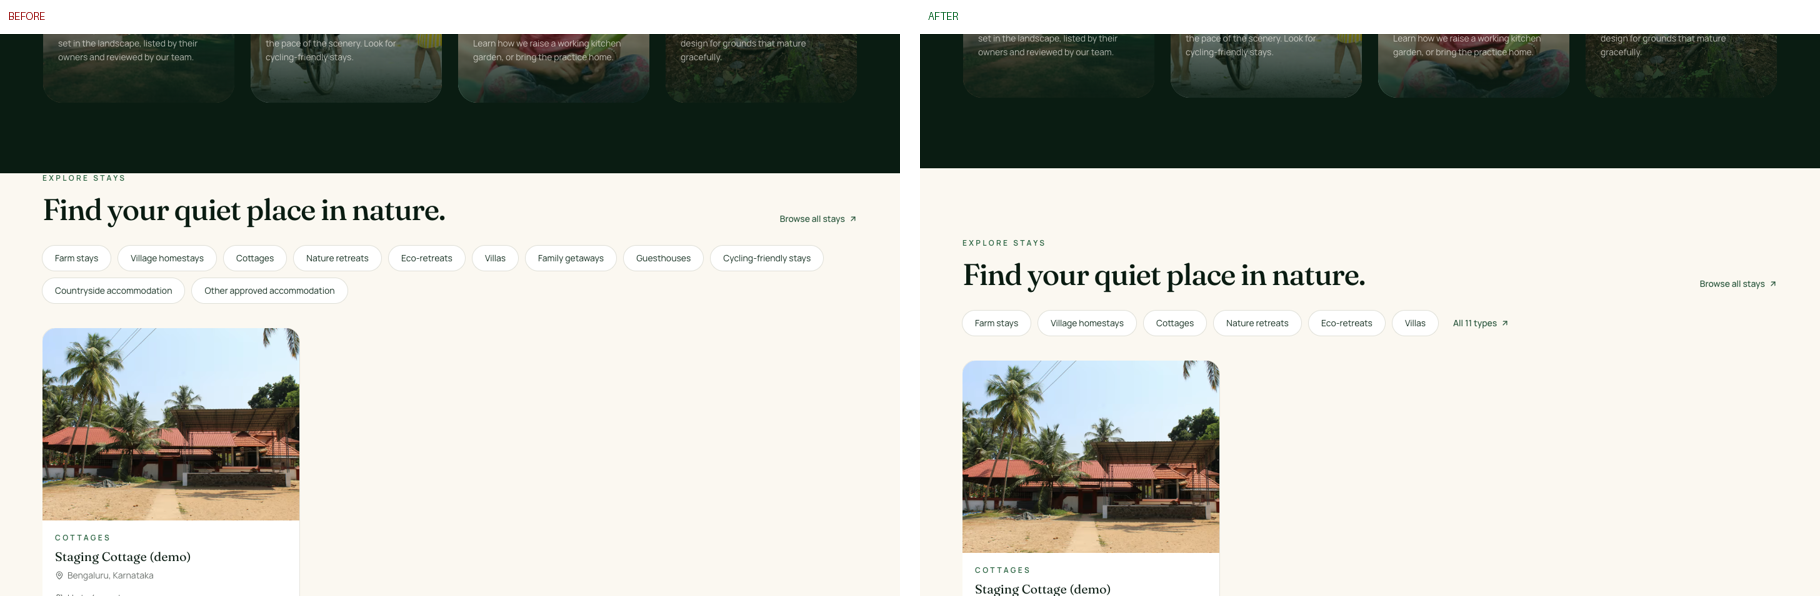 BEFORE
set in the landscape, listed by their
owners and reviewed by our team.
the pace of the scenery. Look for
cycling-friendly stays.
Learn how we raise a working kitchen
garden, or bring the practice home.
design for grounds that mature
gracefully.
EXPLORE STAYS
Find your quiet place in nature.
Browse all stays
Farm stays
Village homestays
Cottages
Nature retreats
Eco-retreats
Villas
Family getaways
Guesthouses
Cycling-friendly stays
Countryside accommodation
Other approved accommodation
COTTAGES
Staging Cottage (demo)
Bengaluru, Karnataka
AFTER
set in the landscape, listed by their
owners and reviewed by our team.
the pace of the scenery. Look for
cycling-friendly stays.
Learn how we raise a working kitchen
garden, or bring the practice home.
design for grounds that mature
gracefully.
EXPLORE STAYS
Find your quiet place in nature.
Browse all stays
Farm stays
Village homestays
Cottages
Nature retreats
Eco-retreats
Villas
All 11 types
COTTAGES
Staging Cottage (demo)